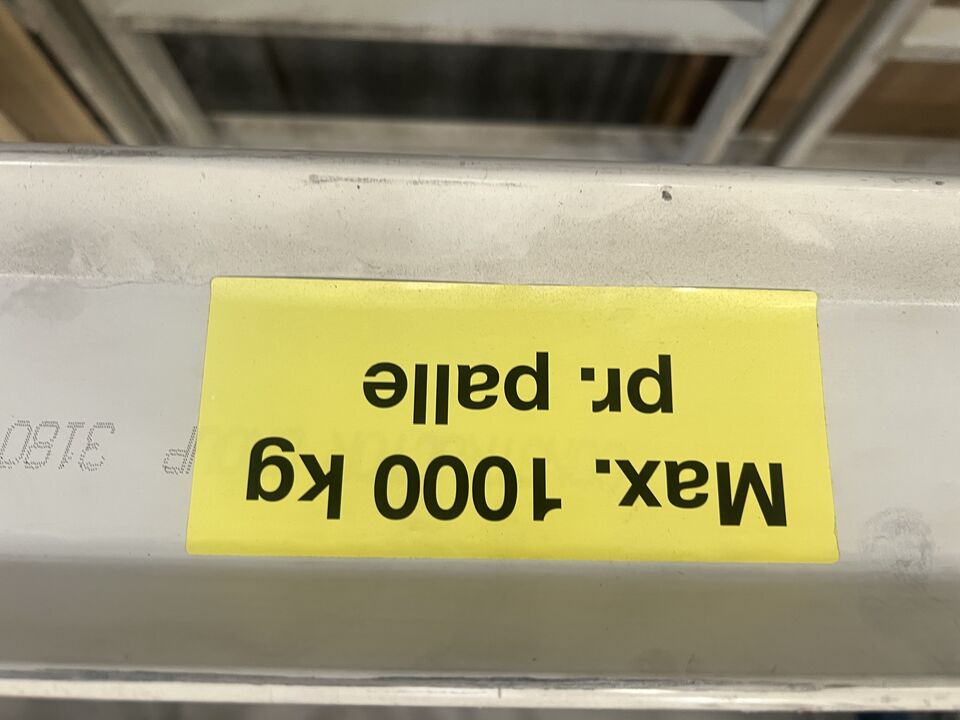 Max. 1000 kg
pr. palle